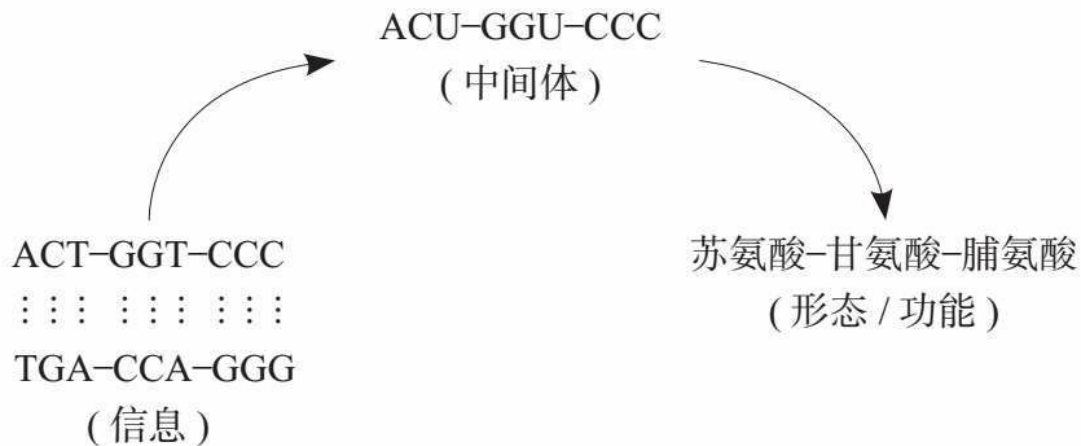 ACU-GGU-CCC
(中间体)
ACT-GGT-CCC
TGA-CCA-GGG
(信息)
苏氨酸-甘氨酸-脯氨酸
(形态/功能)